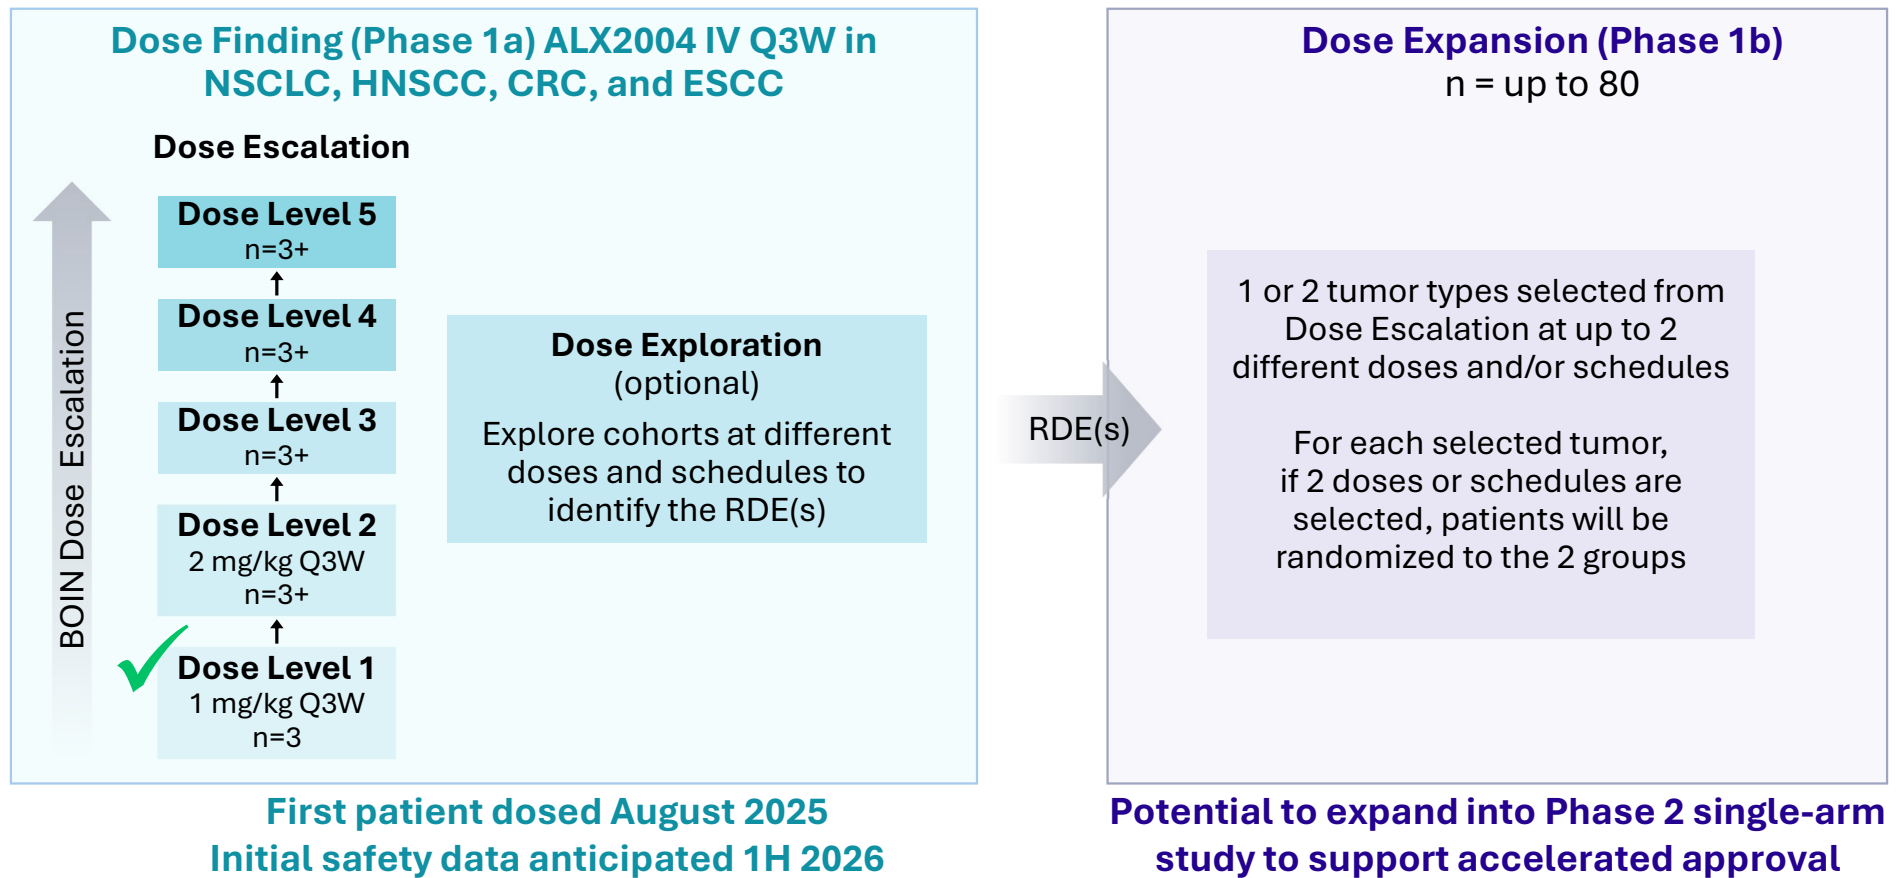 Dose Finding (Phase 1a) ALX2004 IV Q3W in
NSCLC, HNSCC, CRC, and ESCC
Dose Escalation
BOIN Dose Escalation
Dose Level 5
n=3+
Dose Level 4
n=3+
Dose Level 3
n=3+
Dose Level 2
2 mg/kg Q3W
n=3+
Dose Level 1
1 mg/kg Q3W
n=3
Dose Exploration
(optional)
Explore cohorts at different
doses and schedules to
identify the RDE(s)
First patient dosed August 2025
Initial safety data anticipated 1H 2026
RDE(s)
Dose Expansion (Phase 1b)
n = up to 80
1 or 2 tumor types selected from
Dose Escalation at up to 2
different doses and/or schedules
For each selected tumor,
if 2 doses or schedules are
selected, patients will be
randomized to the 2 groups
Potential to expand into Phase 2 single-arm
study to support accelerated approval